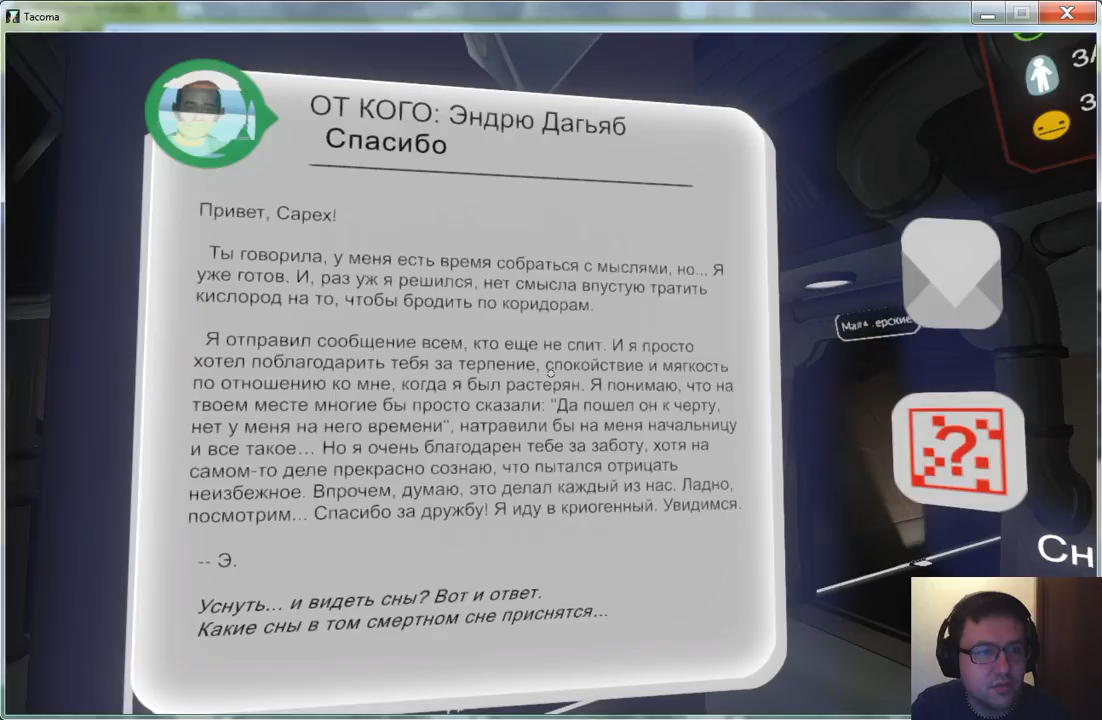 Tacoma
ОТ КОГО: Эндрю Дагьяб
Спасибо
Привет, Сарех!
Ты говорила, у меня есть время собраться с мыслями, но... Я
уже готов. И, раз уж я решился, нет смысла впустую тратить
кислород на то, чтобы бродить по коридорам.
Я отправил сообщение всем, кто еще не спит. И я просто
хотел поблагодарить тебя за терпение, спокойствие и мягкость
по отношению ко мне, когда я был растерян. Я понимаю, что на
твоем месте многие бы просто сказали: "Да пошел он к черту,
нет у меня на него времени", натравили бы на меня начальницу
и все такое... Но я очень благодарен тебе за заботу, хотя на
самом-то деле прекрасно сознаю, что пытался отрицать
неизбежное. Впрочем, думаю, это делал каждый из нас. Ладно,
посмотрим... Спасибо за дружбу! Я иду в криогенный. Увидимся.
-- Э.
Уснуть... и видеть сны? Вот и ответ.
Какие сны в том смертном сне приснятся...
?